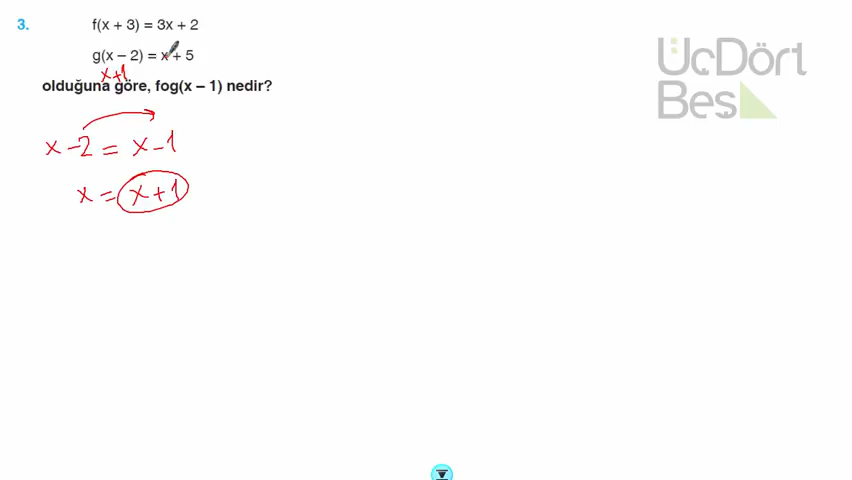 3. f(x + 3) = 3x + 2
g(x – 2) = x + 5
x+1
olduğuna göre, fog(x – 1) nedir?
x-2 = x-1
x = x+1
ÜçDört
Beş